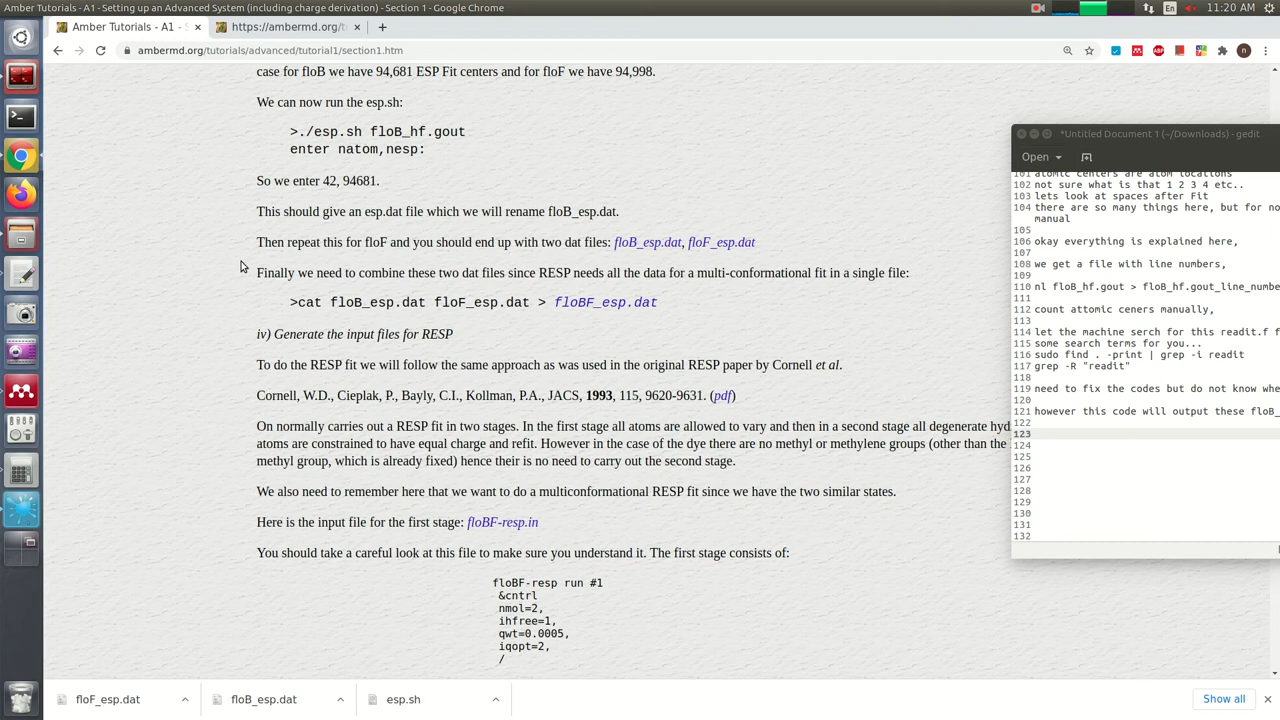 Amber Tutorials - A1 - Setting up an Advanced System (including charge derivation) - Section 1 - Google Chrome
En
11:20 AM
Amber Tutorials - A1 - S
https://ambermd.org/t
ambermd.org/tutorials/advanced/tutorial1/section1.htm
ABP
n
case for floB we have 94,681 ESP Fit centers and for floF we have 94,998.
We can now run the esp.sh:
>./esp.sh floB_hf.gout
enter natom,nesp:
So we enter 42, 94681.
This should give an esp.dat file which we will rename floB_esp.dat.
Then repeat this for floF and you should end up with two dat files: floB_esp.dat, floF_esp.dat
Finally we need to combine these two dat files since RESP needs all the data for a multi-conformational fit in a single file:
>cat floB_esp.dat floF_esp.dat > floBF_esp.dat
iv) Generate the input files for RESP
To do the RESP fit we will follow the same approach as was used in the original RESP paper by Cornell et al.
Cornell, W.D., Cieplak, P., Bayly, C.I., Kollman, P.A., JACS, 1993, 115, 9620-9631. (pdf)
On normally carries out a RESP fit in two stages. In the first stage all atoms are allowed to vary and then in a second stage all degenerate hyd
atoms are constrained to have equal charge and refit. However in the case of the dye there are no methyl or methylene groups (other than the
methyl group, which is already fixed) hence their is no need to carry out the second stage.
We also need to remember here that we want to do a multiconformational RESP fit since we have the two similar states.
Here is the input file for the first stage: floBF-resp.in
You should take a careful look at this file to make sure you understand it. The first stage consists of:
floBF-resp run #1
&cntrl
nmol=2,
ihfree=1,
qwt=0.0005,
iqopt=2,
/
*Untitled Document 1 (~/Downloads) - gedit
Open
101 atomic centers are atom locations
102 not sure what is that 1 2 3 4 etc..
103 lets look at spaces after Fit
104 there are so many things here, but for no
manual
105
106 okay everything is explained here,
107
108 we get a file with line numbers,
109
110 nl floB_hf.gout > floB_hf.gout_line_numbe
111
112 count attomic ceners manually,
113
114 let the machine serch for this readit.f f
115 some search terms for you...
116 sudo find . -print | grep -i readit
117 grep -R "readit"
118
119 need to fix the codes but do not know whe
120
121 however this code will output these floB_
122
123
124
125
126
127
128
129
130
131
132
floF_esp.dat
floB_esp.dat
esp.sh
Show all